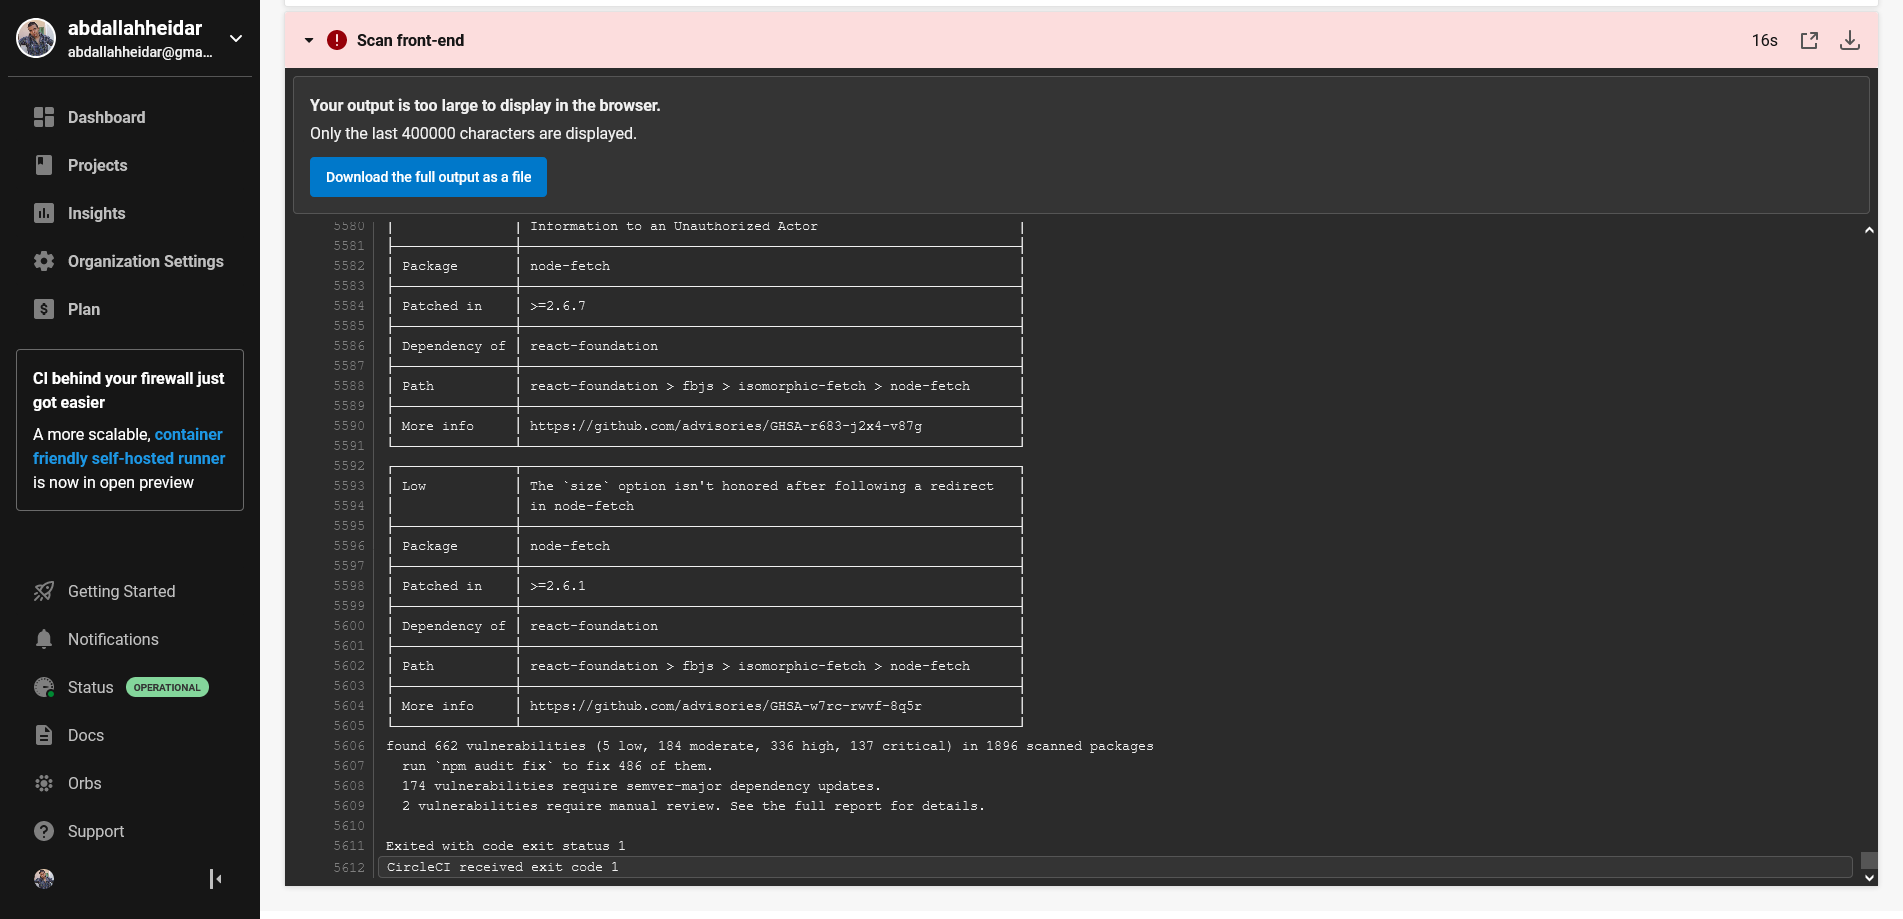 abdallahheidar
abdallahheidar@gma...
Dashboard
Projects
Insights
Organization Settings
Plan
CI behind your firewall just
got easier
A more scalable, container
friendly self-hosted runner
is now in open preview
Getting Started
Notifications
Status OPERATIONAL
Docs
Orbs
Support
Scan front-end
16s
Your output is too large to display in the browser.
Only the last 400000 characters are displayed.
Download the full output as a file
5580 Information to an Unauthorized Actor
5581
5582 Package node-fetch
5583
5584 Patched in >=2.6.7
5585
5586 Dependency of react-foundation
5587
5588 Path react-foundation > fbjs > isomorphic-fetch > node-fetch
5589
5590 More info https://github.com/advisories/GHSA-r683-j2x4-v87g
5591
5592
5593 Low The `size` option isn't honored after following a redirect
5594 in node-fetch
5595
5596 Package node-fetch
5597
5598 Patched in >=2.6.1
5599
5600 Dependency of react-foundation
5601
5602 Path react-foundation > fbjs > isomorphic-fetch > node-fetch
5603
5604 More info https://github.com/advisories/GHSA-w7rc-rwvf-8q5r
5605
5606 found 662 vulnerabilities (5 low, 184 moderate, 336 high, 137 critical) in 1896 scanned packages
5607 run `npm audit fix` to fix 486 of them.
5608 174 vulnerabilities require semver-major dependency updates.
5609 2 vulnerabilities require manual review. See the full report for details.
5610
5611 Exited with code exit status 1
5612 CircleCI received exit code 1